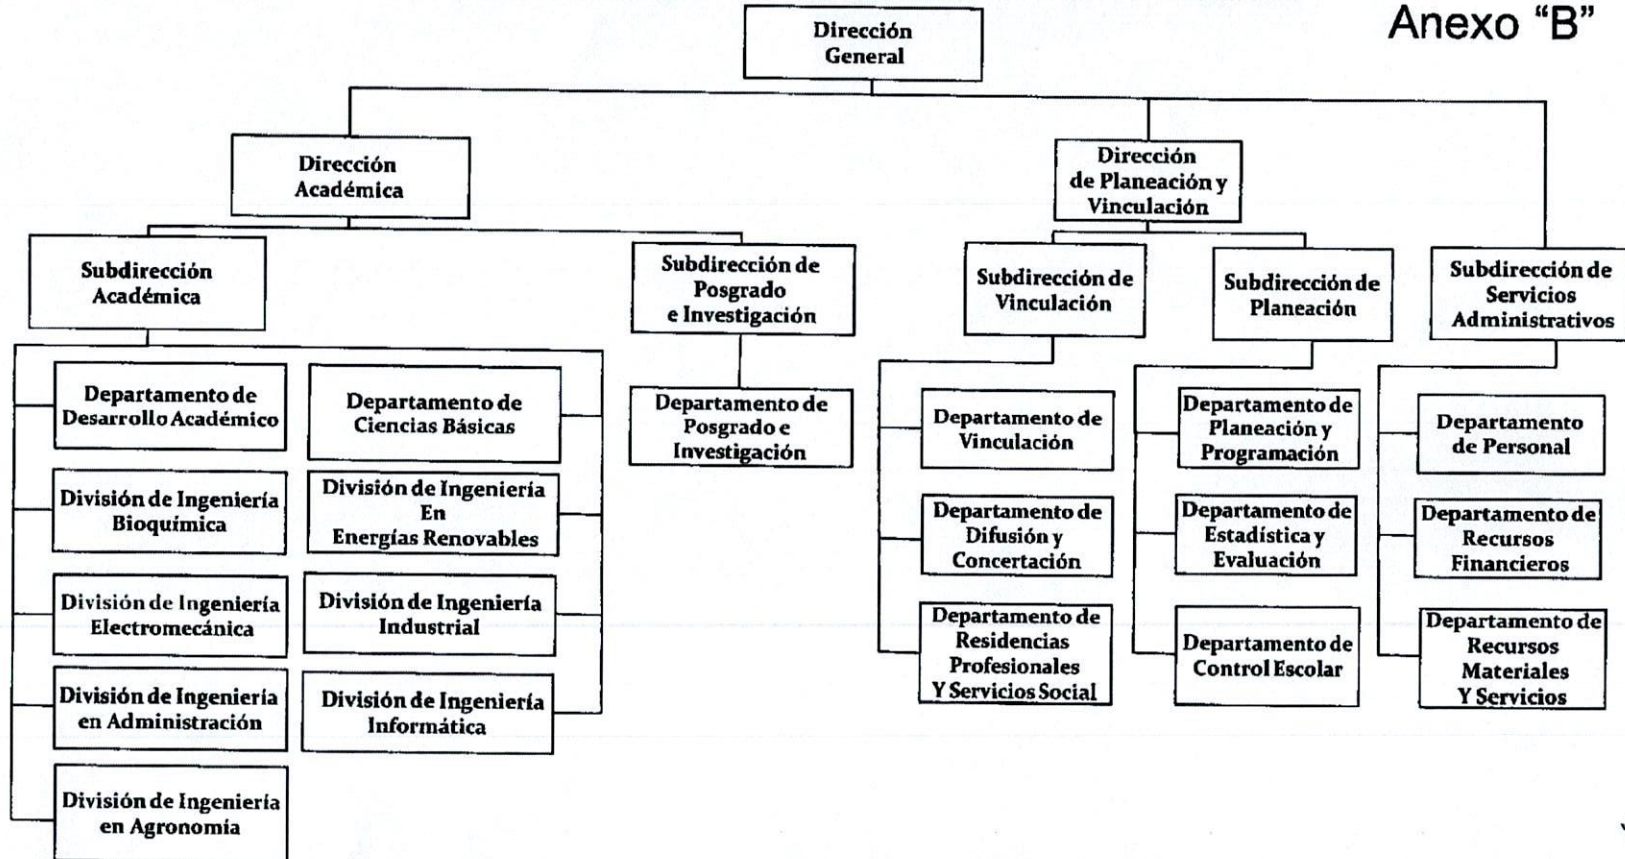 Anexo “B”
Dirección
General
Dirección
Académica
Dirección
de Planeación y
Vinculación
Subdirección
Académica
Subdirección de
Posgrado
e Investigación
Subdirección de
Vinculación
Subdirección de
Planeación
Subdirección de
Servicios
Administrativos
Departamento de
Desarrollo Académico
División de Ingeniería
Bioquímica
División de Ingeniería
Electromecánica
División de Ingeniería
en Administración
División de Ingeniería
en Agronomía
Departamento de
Ciencias Básicas
División de Ingeniería
En
Energías Renovables
División de Ingeniería
Industrial
División de Ingeniería
Informática
Departamento de
Posgrado e
Investigación
Departamento de
Vinculación
Departamento de
Difusión y
Concertación
Departamento de
Residencias
Profesionales
Y Servicios Social
Departamento de
Planeación y
Programación
Departamento de
Estadística y
Evaluación
Departamento de
Control Escolar
Departamento
de Personal
Departamento de
Recursos
Financieros
Departamento de
Recursos
Materiales
Y Servicios